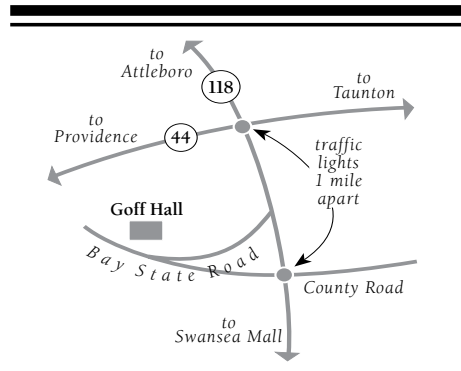 to
Attleboro
118
to
Taunton
to
Providence
44
traffic
lights
1 mile
apart
Goff Hall
Bay State Road
County Road
to
Swansea Mall